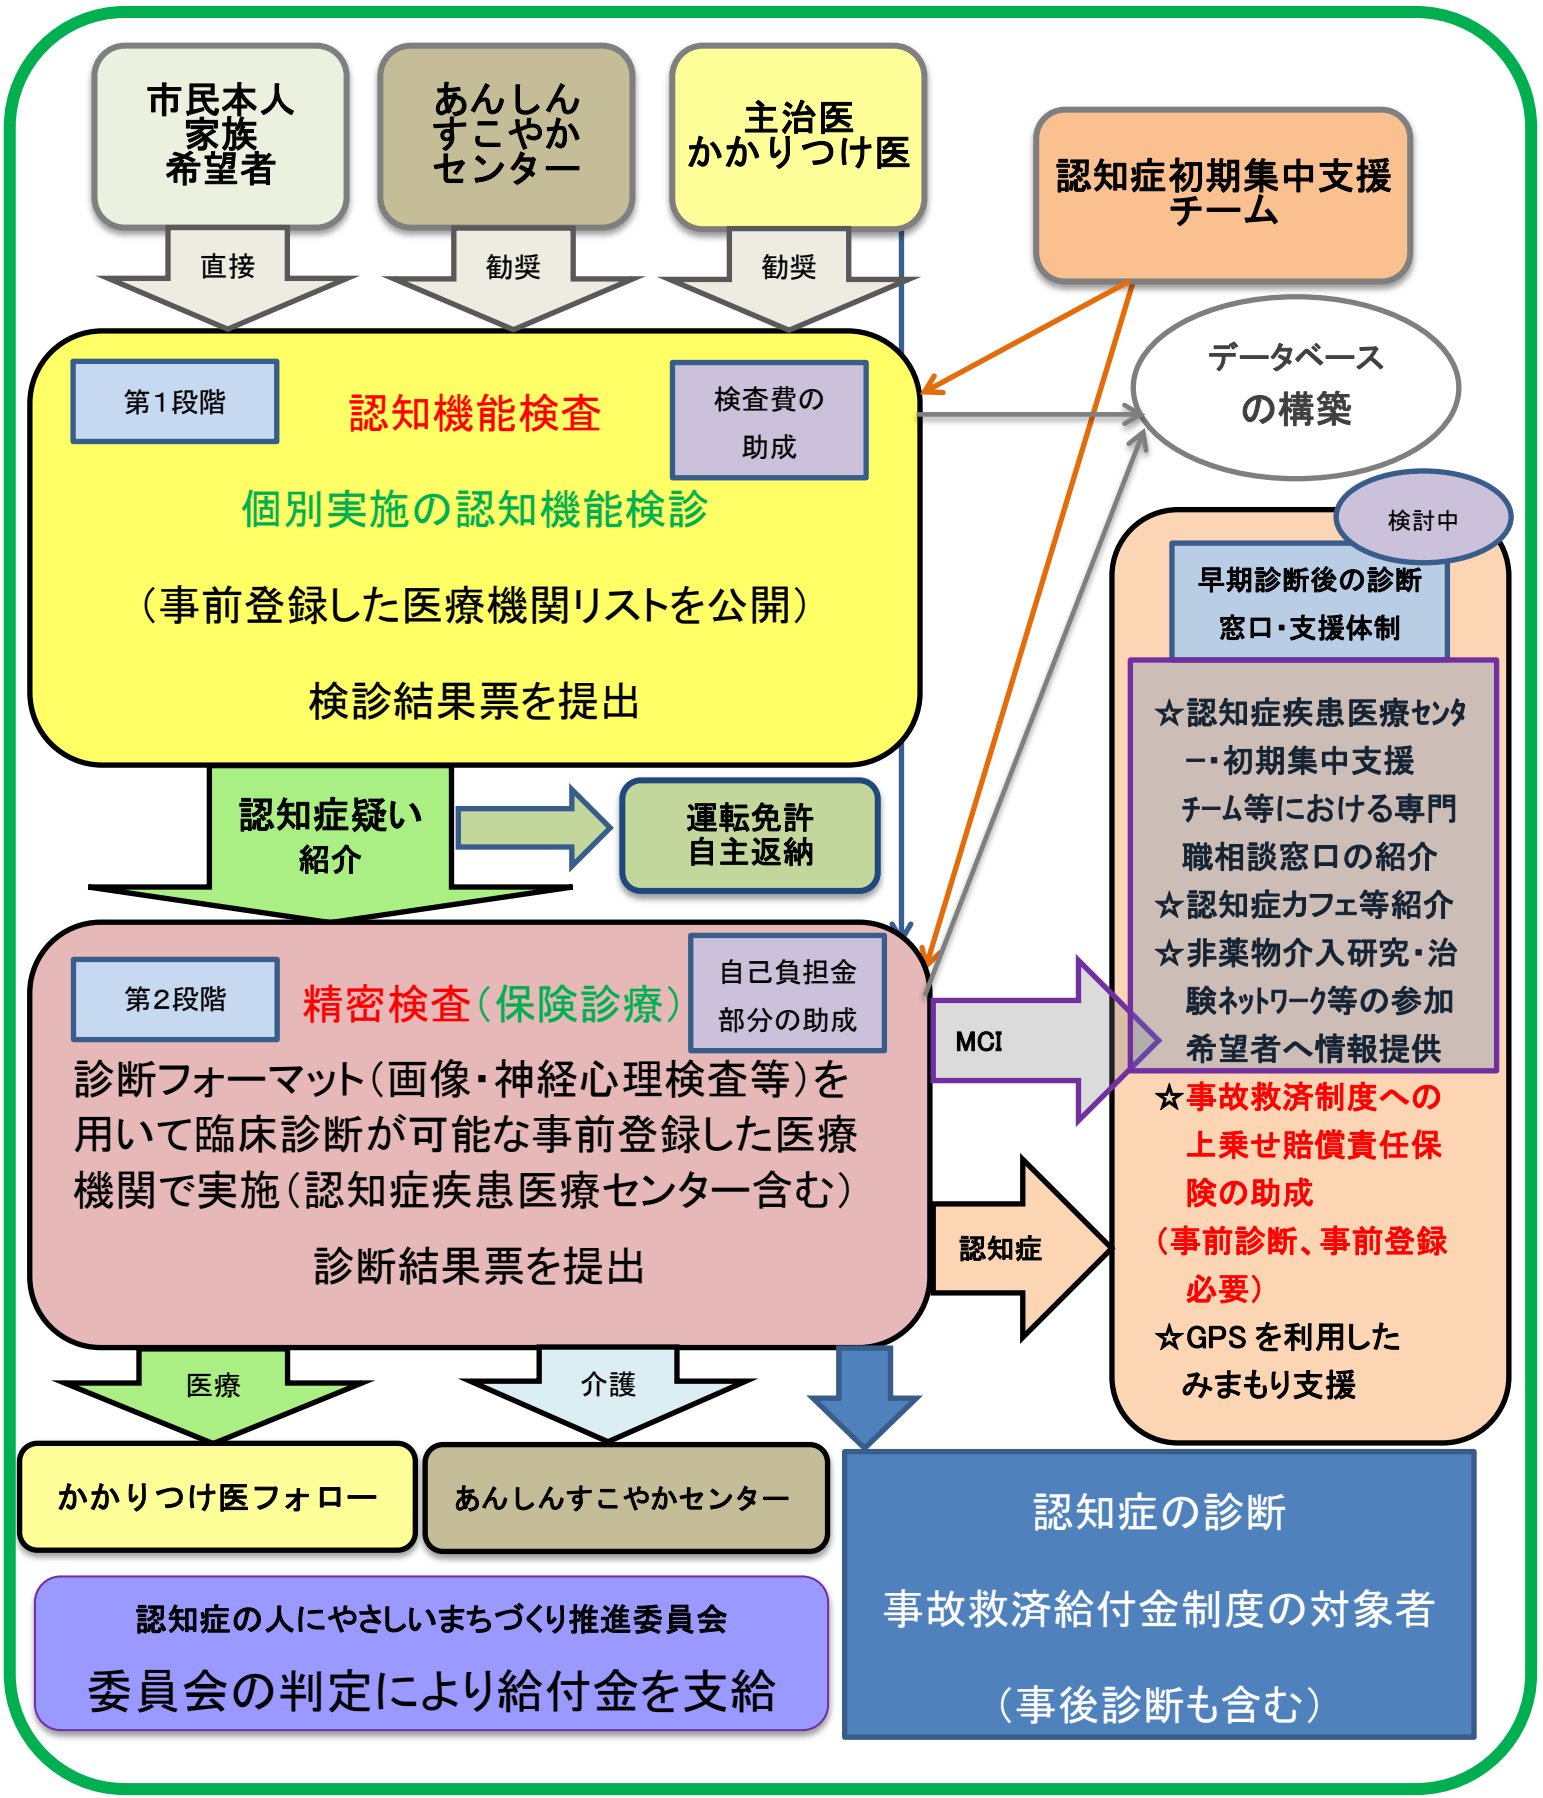 市民本人
家族
希望者
あんしん
すこやか
センター
主治医
かかりつけ医
認知症初期集中支援
チーム
直接
勧奨
勧奨
データベース
の構築
第1段階
認知機能検査
検査費の
助成
個別実施の認知機能検診
（事前登録した医療機関リストを公開）
検診結果票を提出
認知症疑い
紹介
運転免許
自主返納
第2段階
精密検査（保険診療）
自己負担金
部分の助成
診断フォーマット（画像・神経心理検査等）を
用いて臨床診断が可能な事前登録した医療
機関で実施（認知症疾患医療センター含む）
診断結果票を提出
MCI
認知症
検討中
早期診断後の診断
窓口・支援体制
☆認知症疾患医療ｾﾝﾀ
ｰ・初期集中支援
ﾁｰﾑ等における専門
職相談窓口の紹介
☆認知症カフェ等紹介
☆非薬物介入研究・治
験ﾈｯﾄﾜｰｸ等の参加
希望者へ情報提供
☆事故救済制度への
上乗せ賠償責任保
険の助成
（事前診断、事前登録
必要）
☆GPSを利用した
みまもり支援
医療
介護
かかりつけ医フォロー
あんしんすこやかセンター
認知症の診断
事故救済給付金制度の対象者
（事後診断も含む）
認知症の人にやさしいまちづくり推進委員会
委員会の判定により給付金を支給